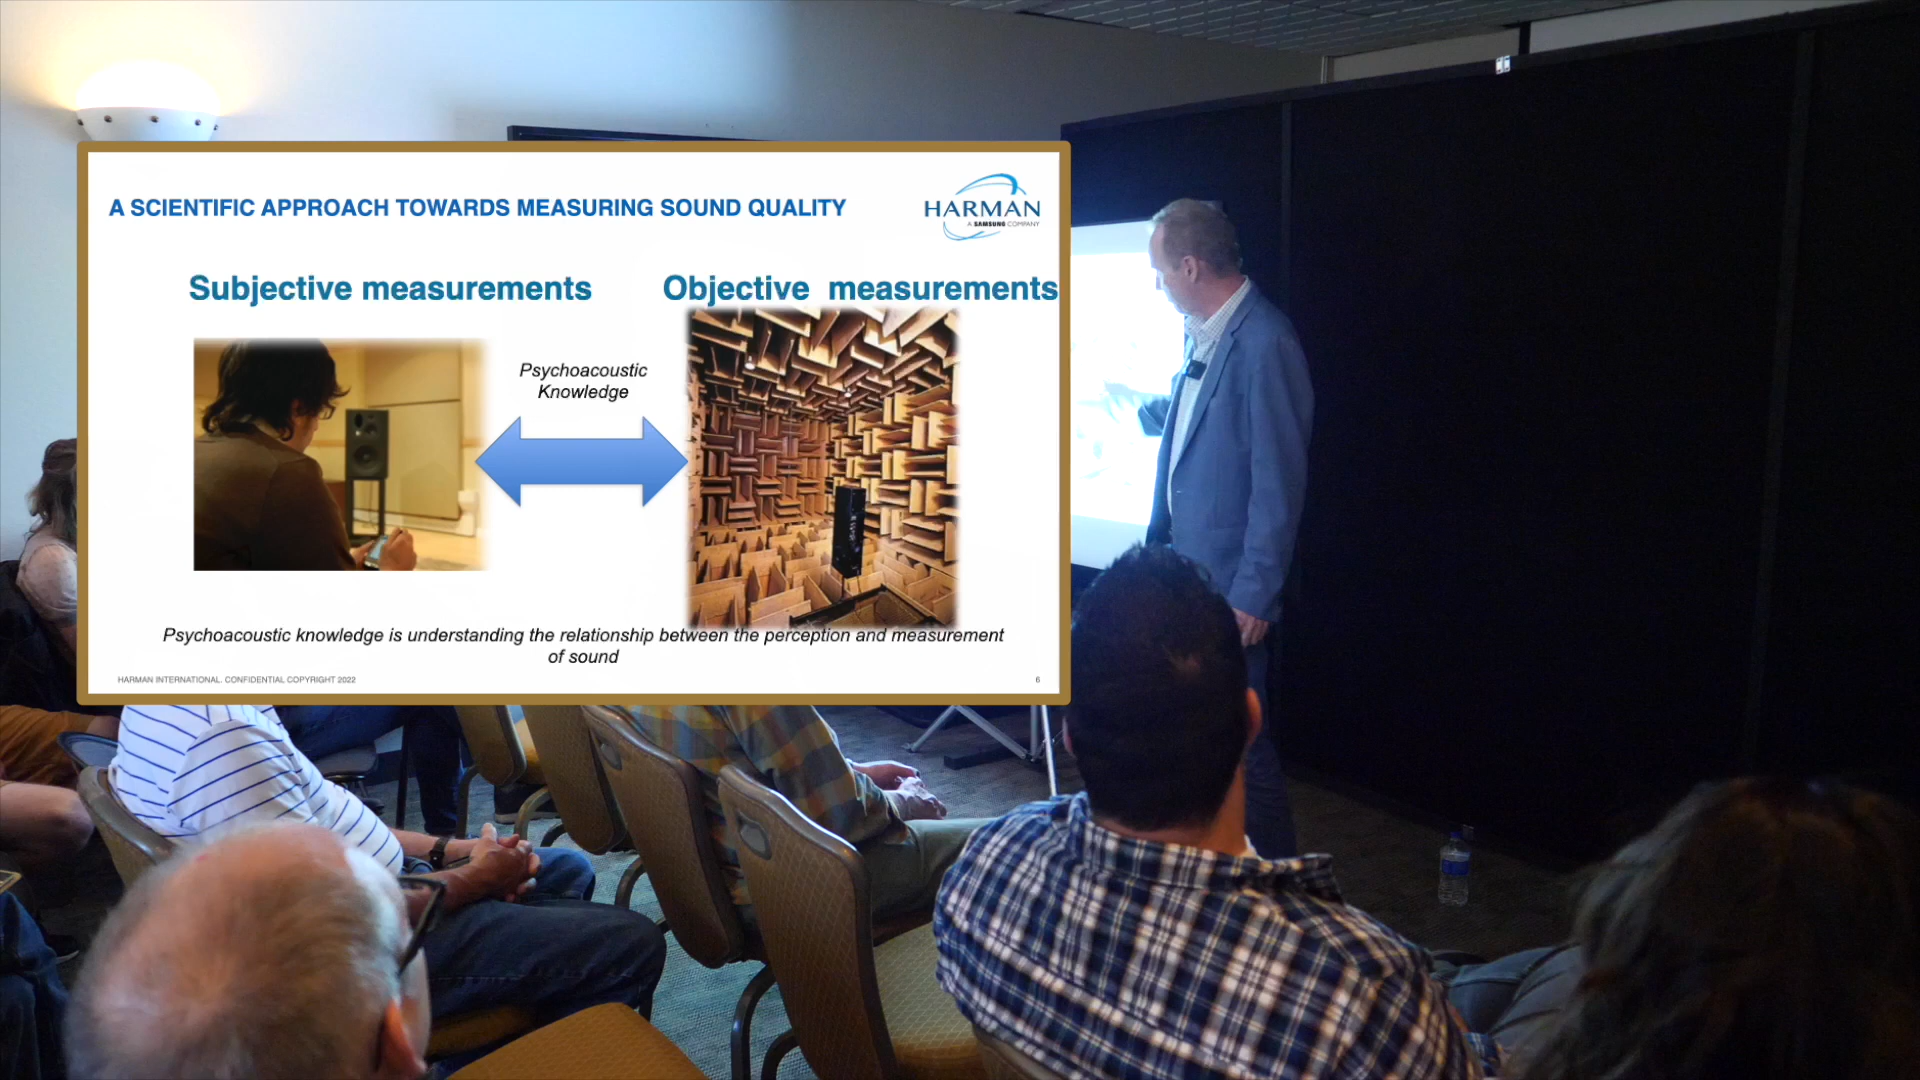 A SCIENTIFIC APPROACH TOWARDS MEASURING SOUND QUALITY
HARMAN
A SAMSUNG COMPANY
Subjective measurements
Objective measurements
Psychoacoustic
Knowledge
Psychoacoustic knowledge is understanding the relationship between the perception and measurement
of sound
HARMAN INTERNATIONAL. CONFIDENTIAL COPYRIGHT 2022
6